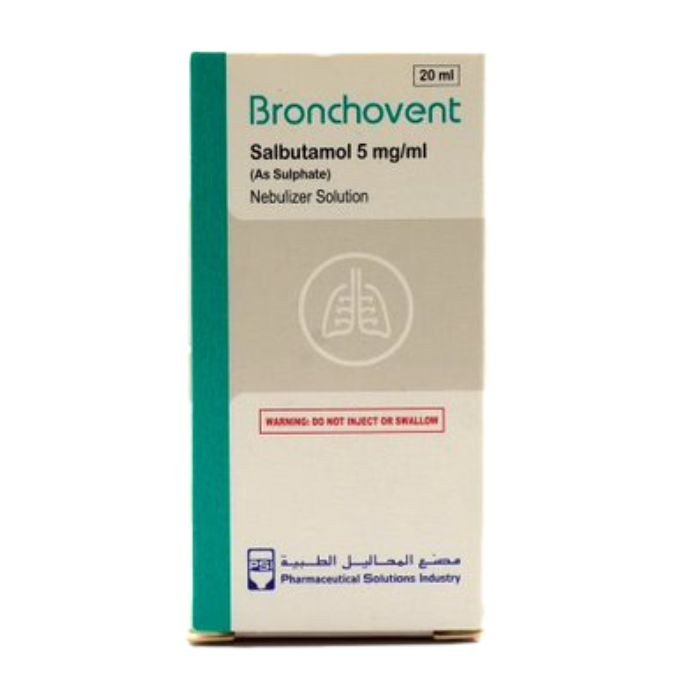 20 ml
Bronchovent
Salbutamol 5 mg/ml
(As Sulphate)
Nebulizer Solution
WARNING: DO NOT INJECT OR SWALLOW
PSI
مصنع المحاليل الطبية
Pharmaceutical Solutions Industry